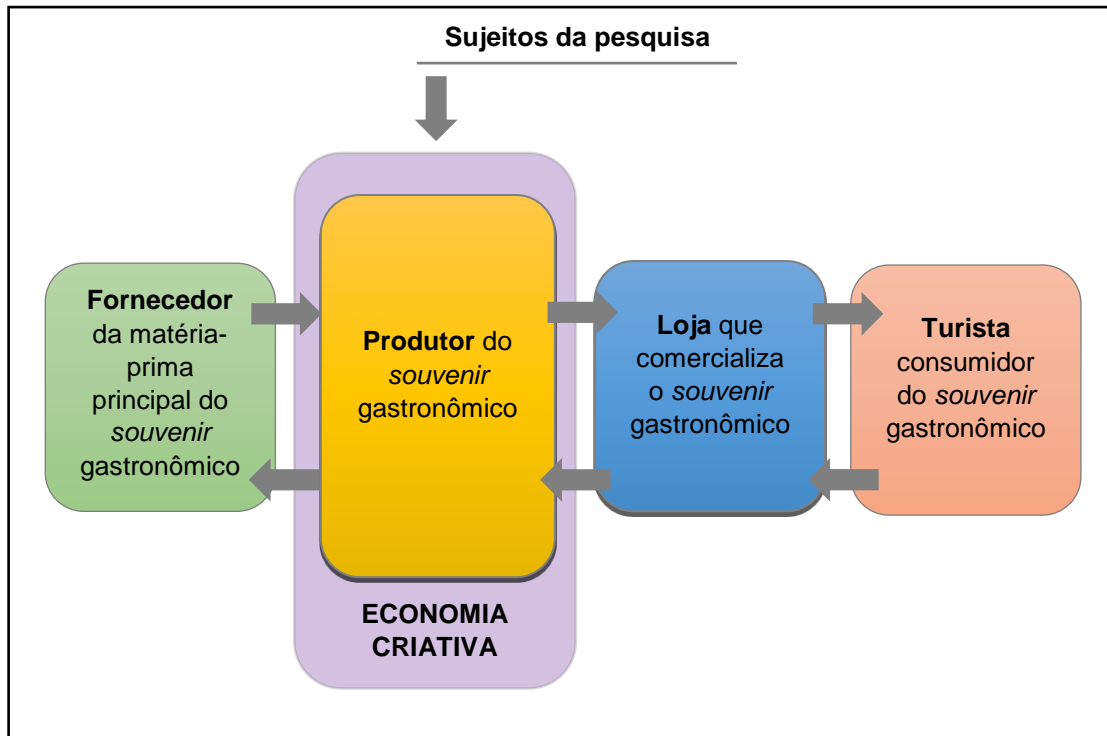 Sujeitos da pesquisa
Fornecedor
da matéria-
prima
principal do
souvenir
gastronômico
Produtor do
souvenir
gastronômico
ECONOMIA
CRIATIVA
Loja que
comercializa
o souvenir
gastronômico
Turista
consumidor
do souvenir
gastronômico